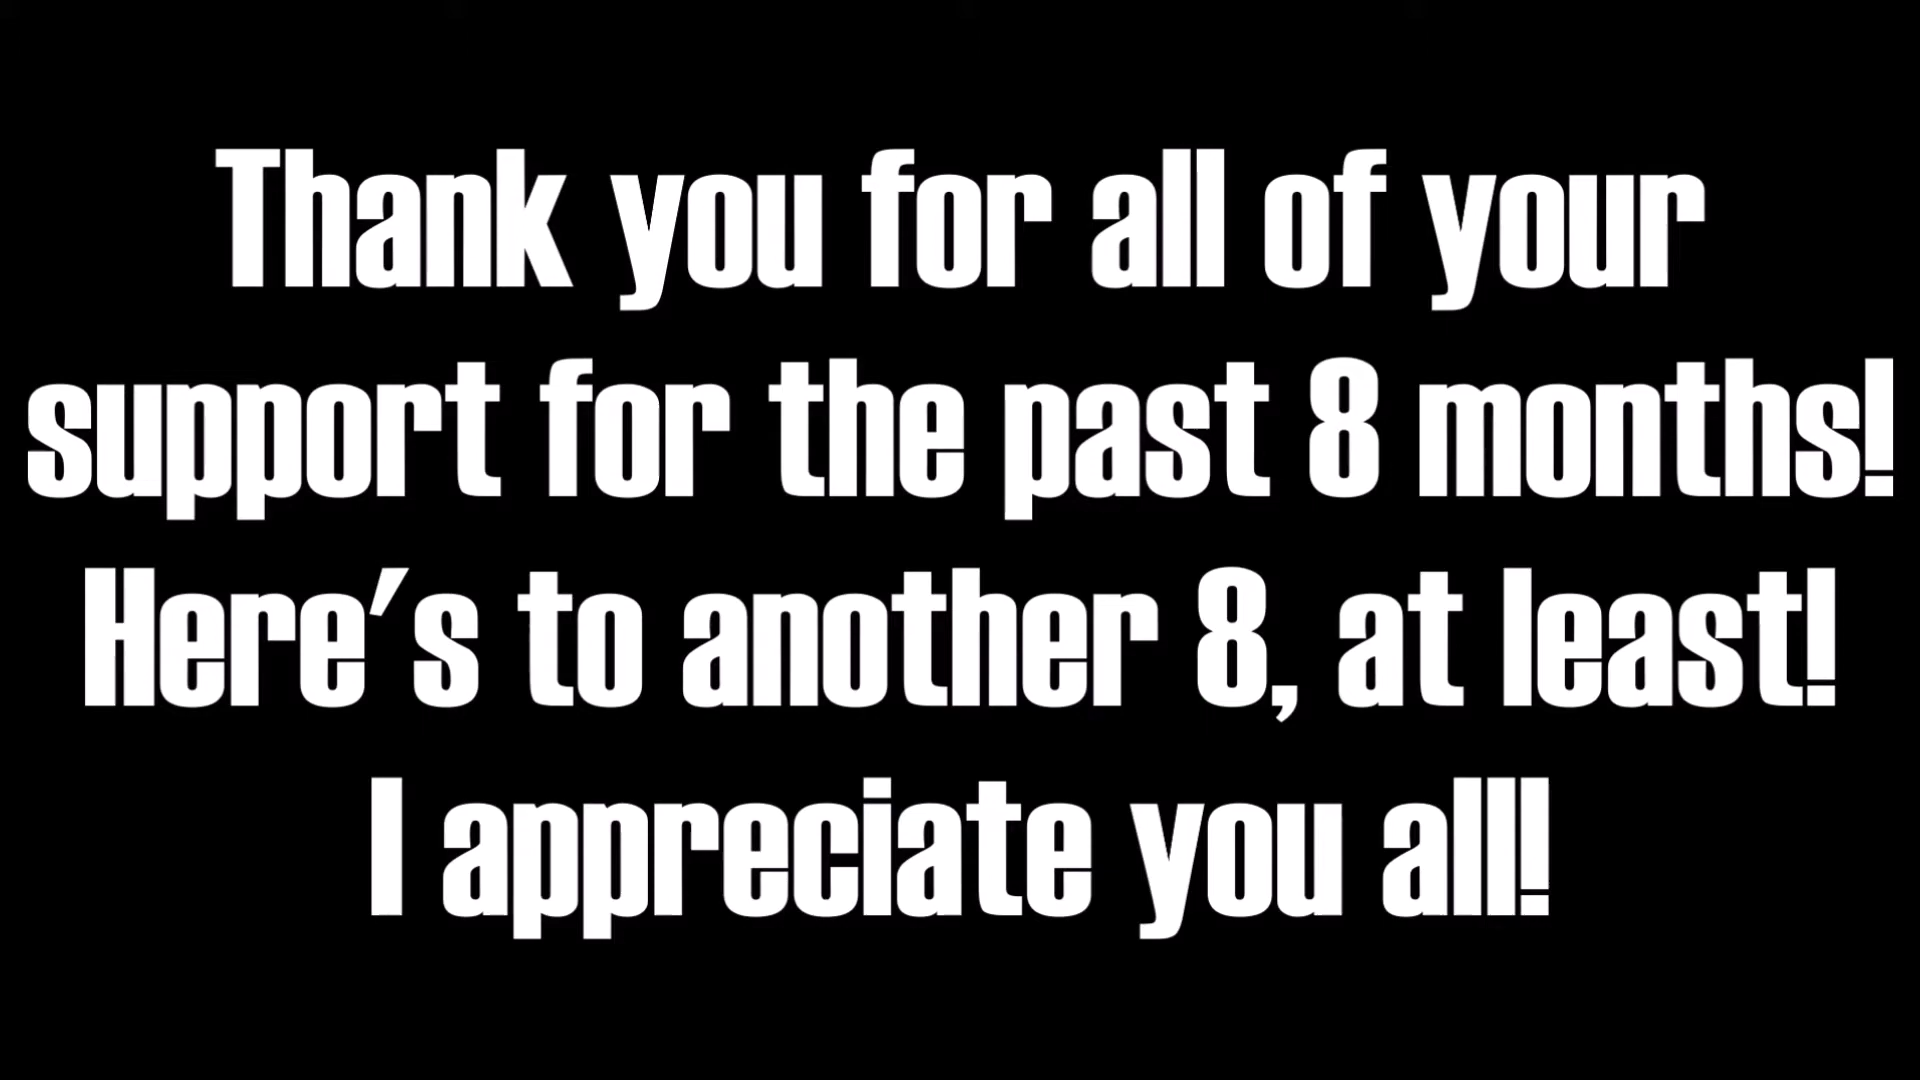 Thank you for all of your
support for the past 8 months!
Here's to another 8, at least!
I appreciate you all!